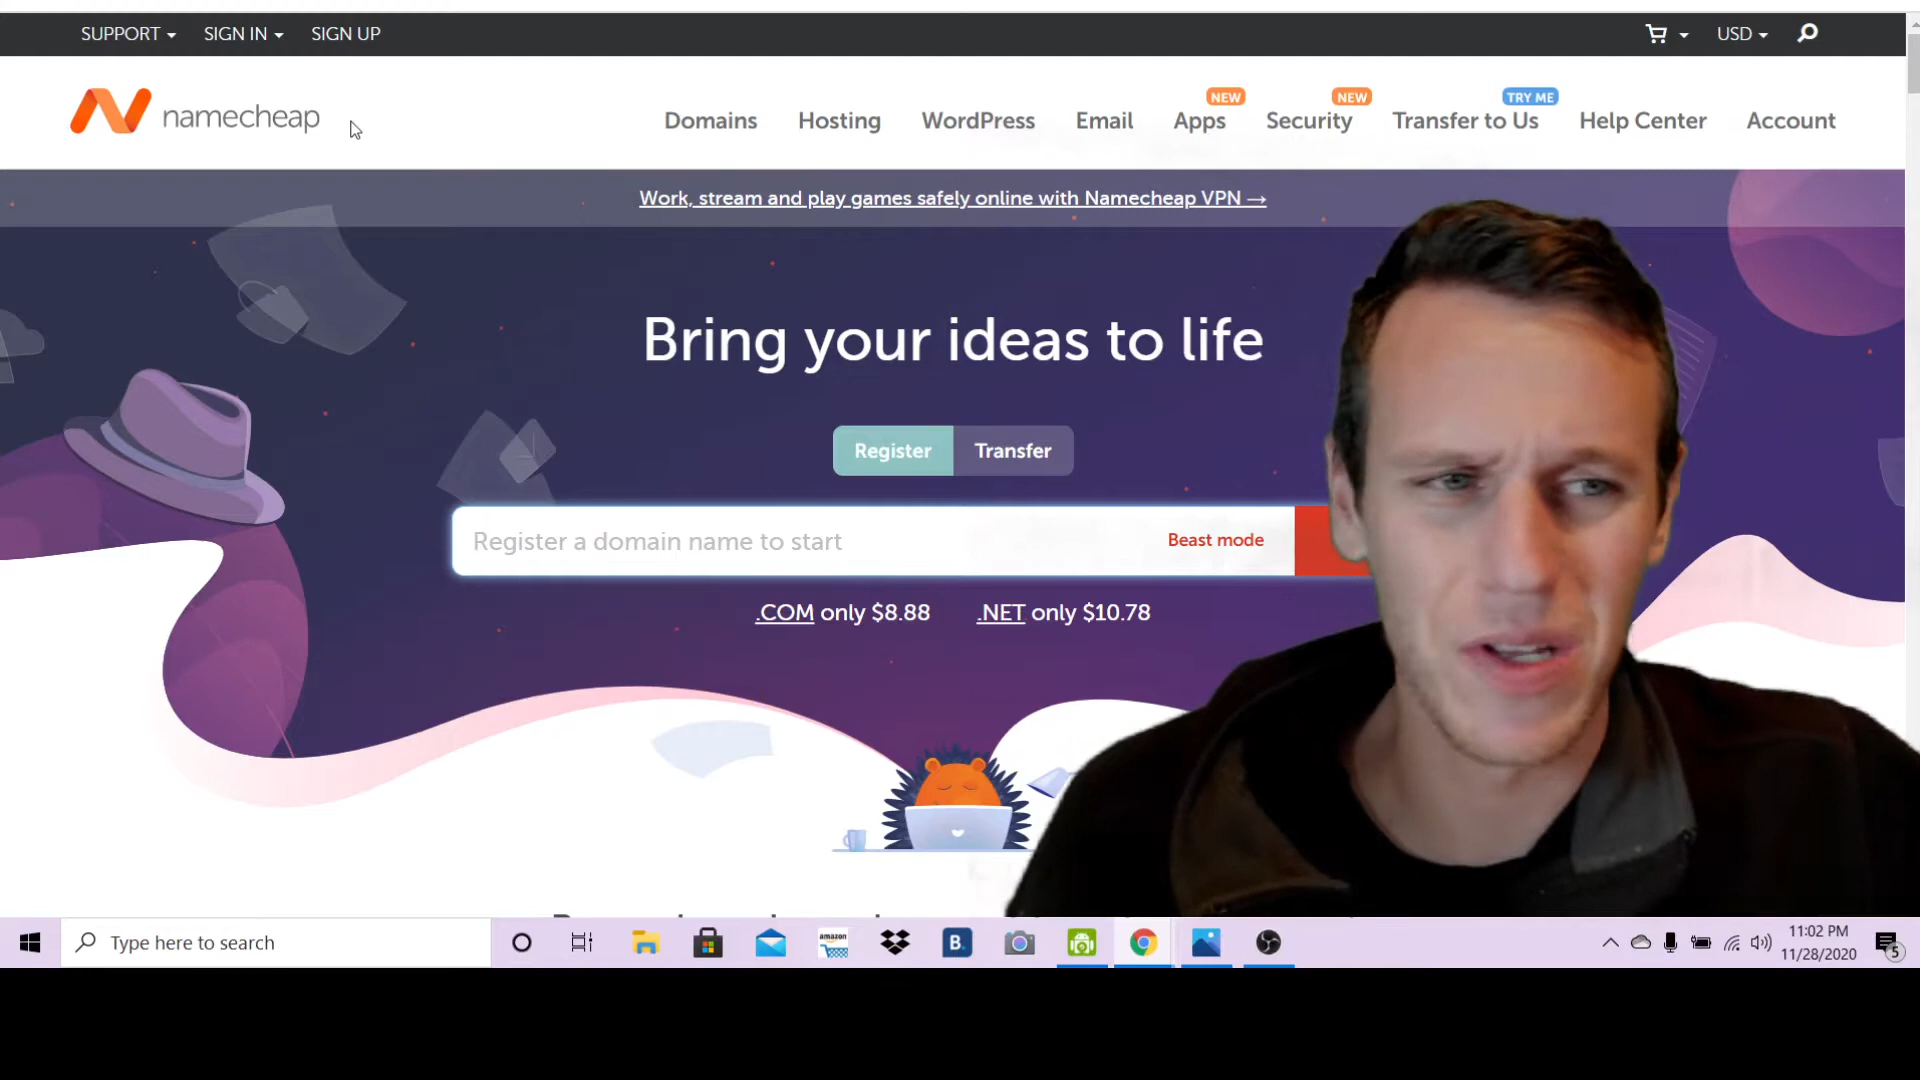 SUPPORT SIGN IN SIGN UP USD
namecheap
NEW NEW TRY ME
Domains Hosting WordPress Email Apps Security Transfer to Us Help Center Account
Work, stream and play games safely online with Namecheap VPN →
Bring your ideas to life
Register Transfer
Register a domain name to start Beast mode
.COM only $8.88 .NET only $10.78
Type here to search
amazon
B.
11:02 PM
11/28/2020
5